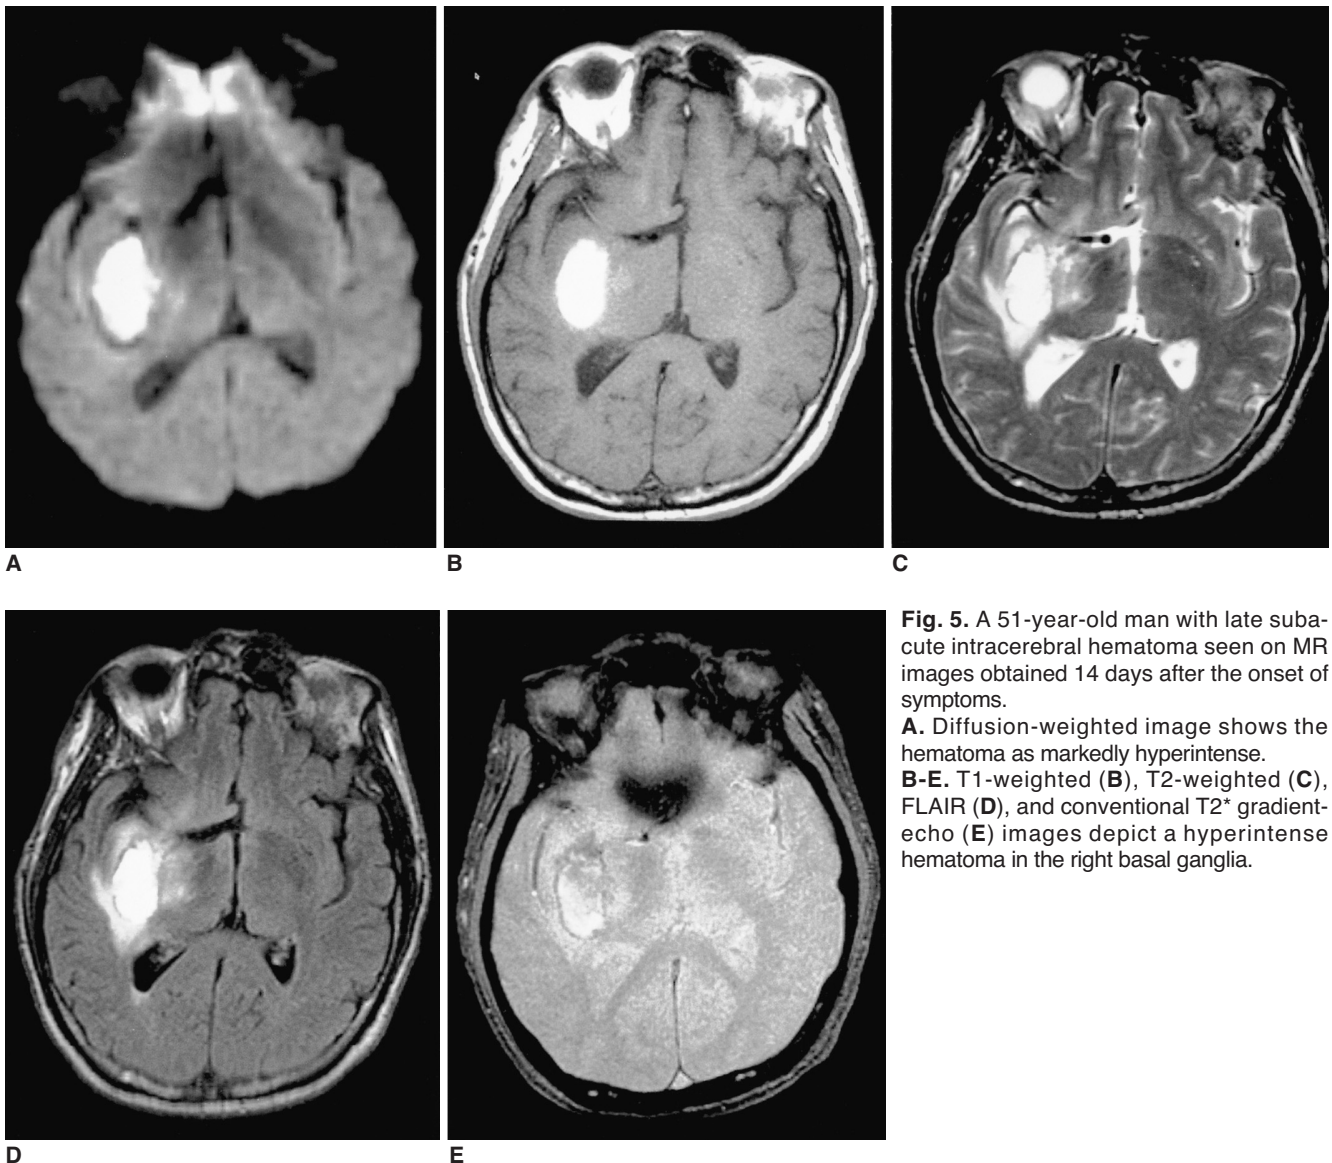 A
B
C
D
E
Fig. 5. A 51-year-old man with late suba-
cute intracerebral hematoma seen on MR
images obtained 14 days after the onset of
symptoms.
A. Diffusion-weighted image shows the
hematoma as markedly hyperintense.
B-E. T1-weighted (B), T2-weighted (C),
FLAIR (D), and conventional T2* gradient-
echo (E) images depict a hyperintense
hematoma in the right basal ganglia.